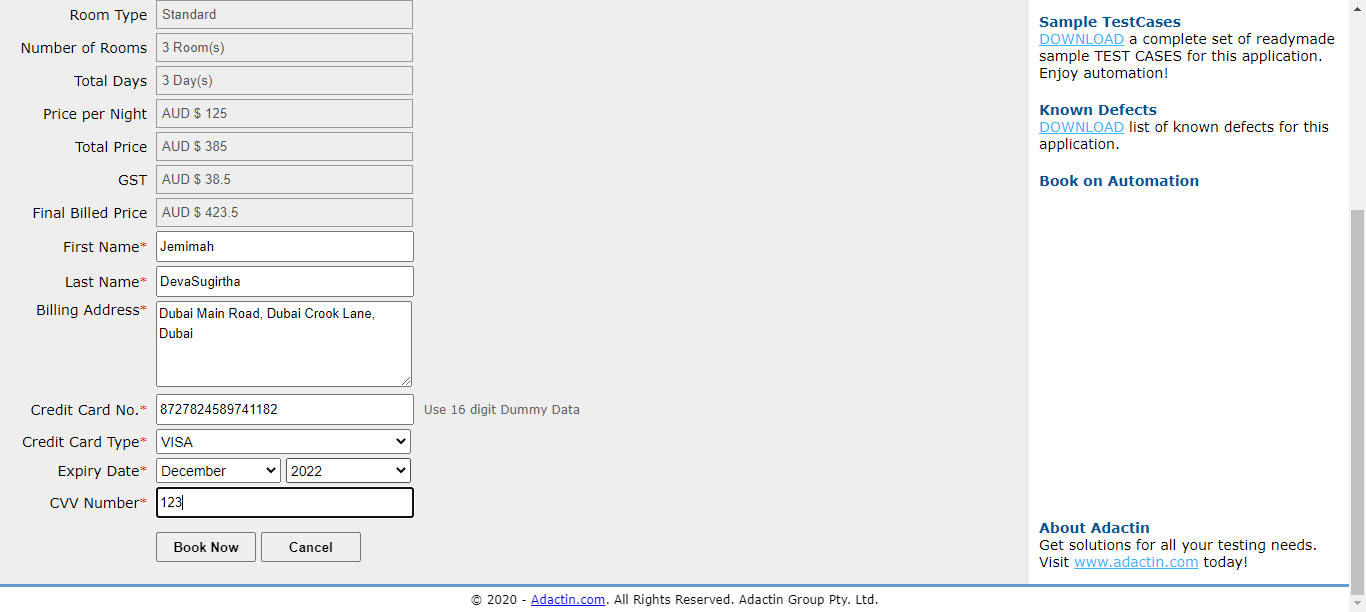 Room Type Standard
Number of Rooms 3 Room(s)
Total Days 3 Day(s)
Price per Night AUD $ 125
Total Price AUD $ 385
GST AUD $ 38.5
Final Billed Price AUD $ 423.5
First Name* Jemimah
Last Name* DevaSugirtha
Billing Address* Dubai Main Road, Dubai Crook Lane,
Dubai
Credit Card No.* 8727824589741182 Use 16 digit Dummy Data
Credit Card Type* VISA
Expiry Date* December 2022
CVV Number* 123
Book Now Cancel
Sample TestCases
DOWNLOAD a complete set of readymade
sample TEST CASES for this application.
Enjoy automation!
Known Defects
DOWNLOAD list of known defects for this
application.
Book on Automation
About Adactin
Get solutions for all your testing needs.
Visit www.adactin.com today!
© 2020 - Adactin.com. All Rights Reserved. Adactin Group Pty. Ltd.